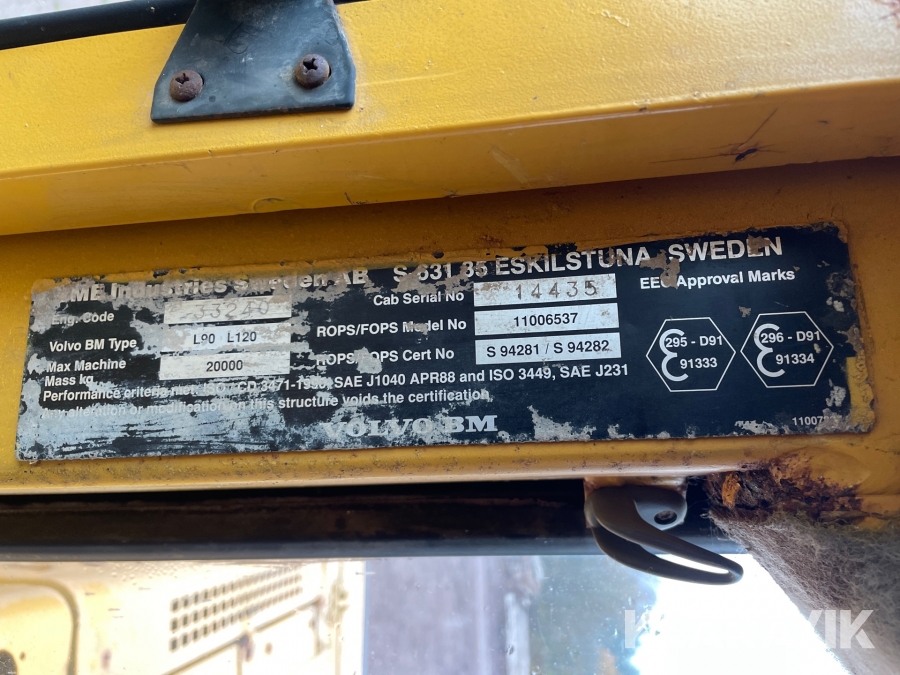 ME Industries Sweden AB S-631 85 ESKILSTUNA SWEDEN
Eng. Code 33240
Cab Serial No 14435
EEC Approval Marks
Volvo BM Type L90 L120
ROPS/FOPS Model No 11006537
Max Machine Mass kg 20000
ROPS/FOPS Cert No S 94281 / S 94282
295 - D91
91333
296 - D91
91334
Performance criteria met: ISO / CD 3471-1990, SAE J1040 APR88 and ISO 3449, SAE J231
Any alteration or modification on this structure voids the certification
VOLVO BM